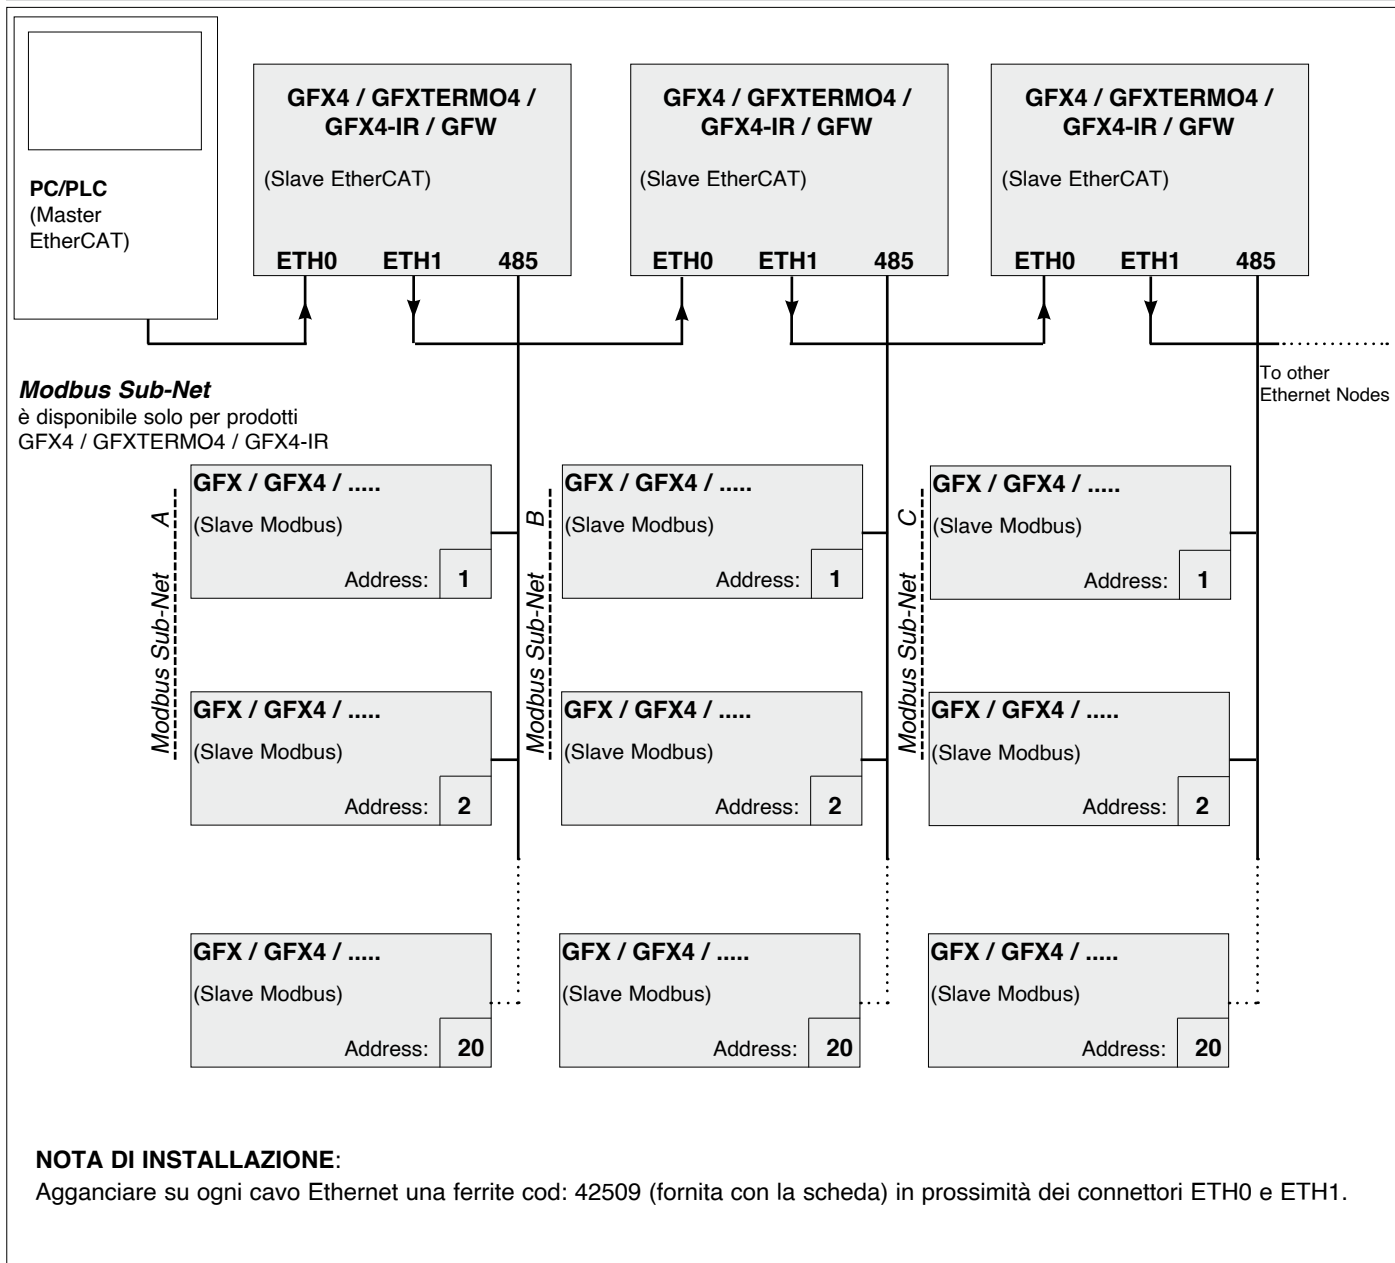 PC/PLC
(Master
EtherCAT)
GFX4 / GFXTERMO4 /
GFX4-IR / GFW
(Slave EtherCAT)
ETH0 ETH1 485
GFX4 / GFXTERMO4 /
GFX4-IR / GFW
(Slave EtherCAT)
ETH0 ETH1 485
GFX4 / GFXTERMO4 /
GFX4-IR / GFW
(Slave EtherCAT)
ETH0 ETH1 485
To other
Ethernet Nodes
Modbus Sub-Net
è disponibile solo per prodotti
GFX4 / GFXTERMO4 / GFX4-IR
Modbus Sub-Net A
GFX / GFX4 / .....
(Slave Modbus)
Address: 1
GFX / GFX4 / .....
(Slave Modbus)
Address: 2
GFX / GFX4 / .....
(Slave Modbus)
Address: 20
Modbus Sub-Net B
GFX / GFX4 / .....
(Slave Modbus)
Address: 1
GFX / GFX4 / .....
(Slave Modbus)
Address: 2
GFX / GFX4 / .....
(Slave Modbus)
Address: 20
Modbus Sub-Net C
GFX / GFX4 / .....
(Slave Modbus)
Address: 1
GFX / GFX4 / .....
(Slave Modbus)
Address: 2
GFX / GFX4 / .....
(Slave Modbus)
Address: 20
NOTA DI INSTALLAZIONE:
Agganciare su ogni cavo Ethernet una ferrite cod: 42509 (fornita con la scheda) in prossimità dei connettori ETH0 e ETH1.